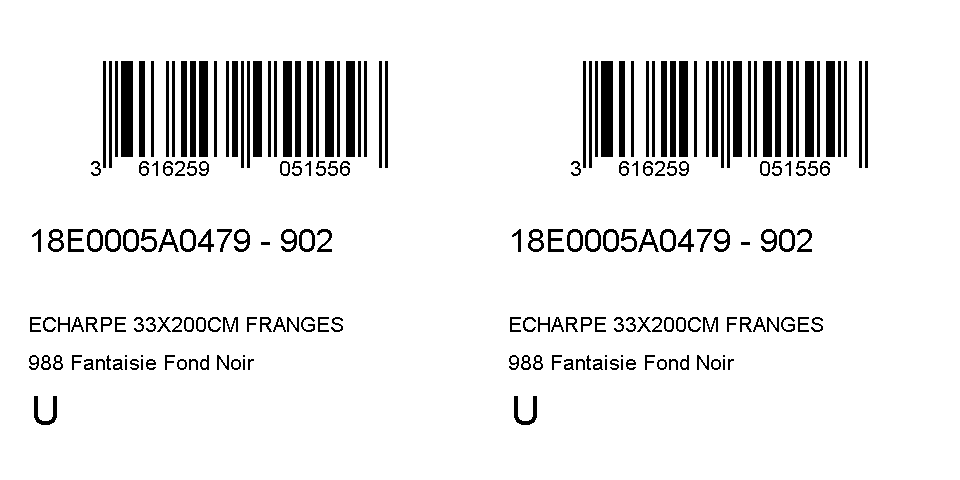 3 616259 051556
18E0005A0479 - 902
ECHARPE 33X200CM FRANGES
988 Fantaisie Fond Noir
U
3 616259 051556
18E0005A0479 - 902
ECHARPE 33X200CM FRANGES
988 Fantaisie Fond Noir
U